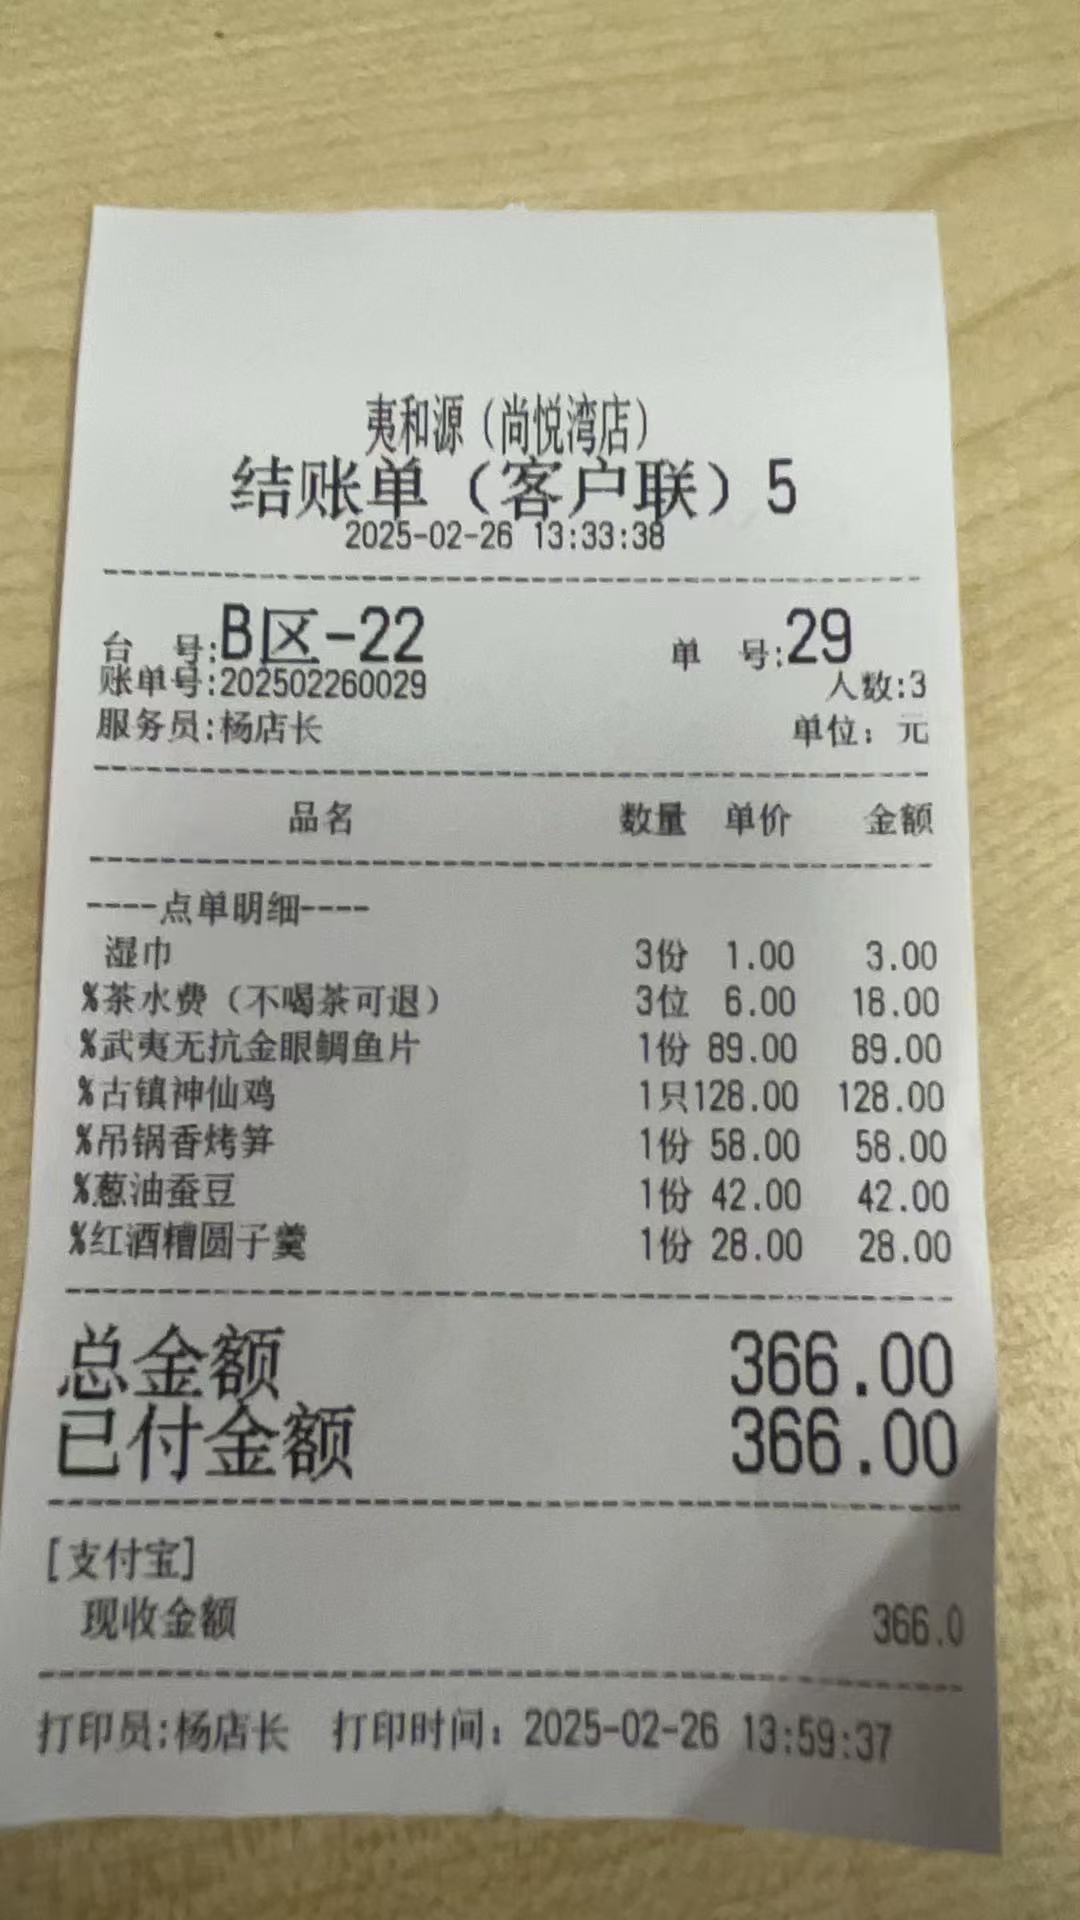 夷和源（尚悦湾店）
结账单（客户联）5
2025-02-26 13:33:38
台 号:B区-22 单 号:29
账单号:202502260029 人数:3
服务员:杨店长 单位：元
品名 数量 单价 金额
----点单明细----
湿巾 3份 1.00 3.00
%茶水费（不喝茶可退） 3位 6.00 18.00
%武夷无抗金眼鲷鱼片 1份 89.00 89.00
%古镇神仙鸡 1只128.00 128.00
%吊锅香烤笋 1份 58.00 58.00
%葱油蚕豆 1份 42.00 42.00
%红酒糟圆子羹 1份 28.00 28.00
总金额 366.00
已付金额 366.00
[支付宝]
现收金额 366.0
打印员:杨店长 打印时间：2025-02-26 13:59:37